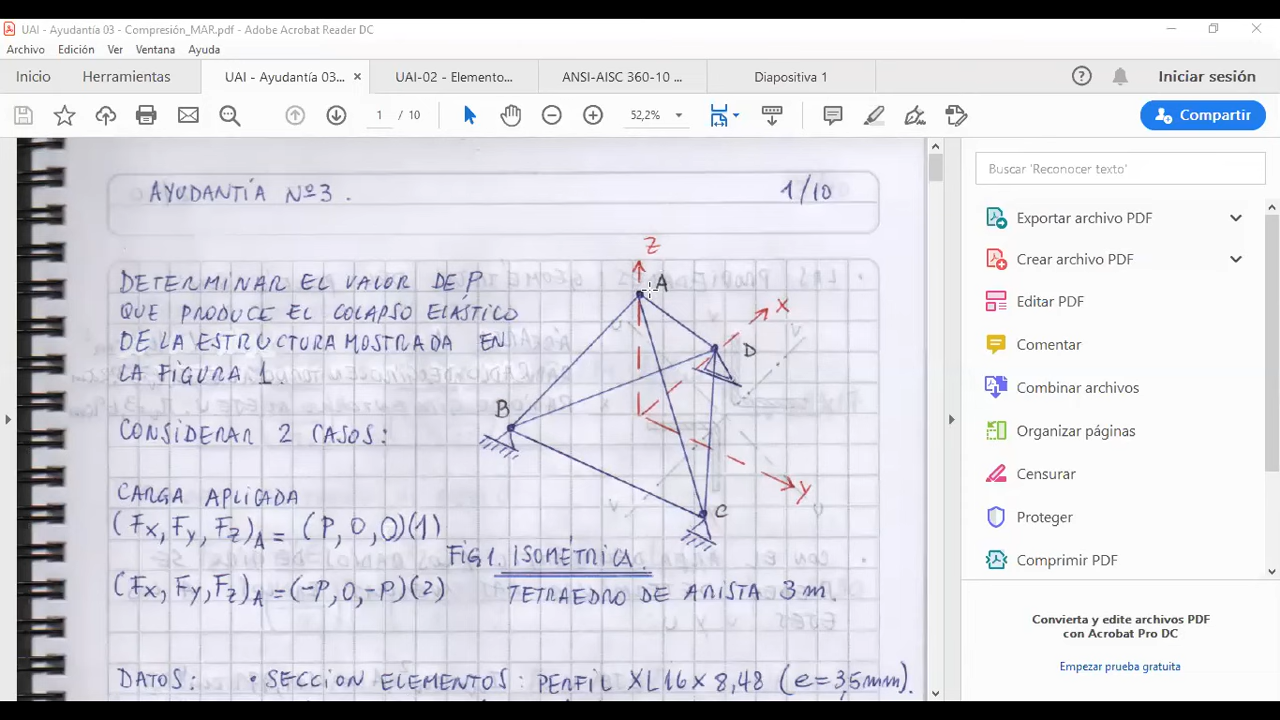 UAI - Ayudantía 03 - Compresión_MAR.pdf - Adobe Acrobat Reader DC
Archivo Edición Ver Ventana Ayuda
Inicio Herramientas UAI - Ayudantía 03... × UAI-02 - Elemento... ANSI-AISC 360-10 ... Diapositiva 1 Iniciar sesión
1 / 10 52,2% Compartir
AYUDANTÍA Nº3. 1/10
DETERMINAR EL VALOR DE P
QUE PRODUCE EL COLAPSO ELÁSTICO
DE LA ESTRUCTURA MOSTRADA EN
LA FIGURA 1.
CONSIDERAR 2 CASOS:
CARGA APLICADA
(Fx, Fy, Fz)A = (P, 0, 0)(1)
(Fx, Fy, Fz)A = (-P, 0, -P)(2)
Z
A
X
D
B
Y
C
FIG 1. ISOMÉTRICA.
TETRAEDRO DE ARISTA 3m.
DATOS • SECCION ELEMENTOS: PERFIL XL 16 x 8.48 (e=3,5mm).
Buscar 'Reconocer texto'
Exportar archivo PDF
Crear archivo PDF
Editar PDF
Comentar
Combinar archivos
Organizar páginas
Censurar
Proteger
Comprimir PDF
Convierta y edite archivos PDF
con Acrobat Pro DC
Empezar prueba gratuita